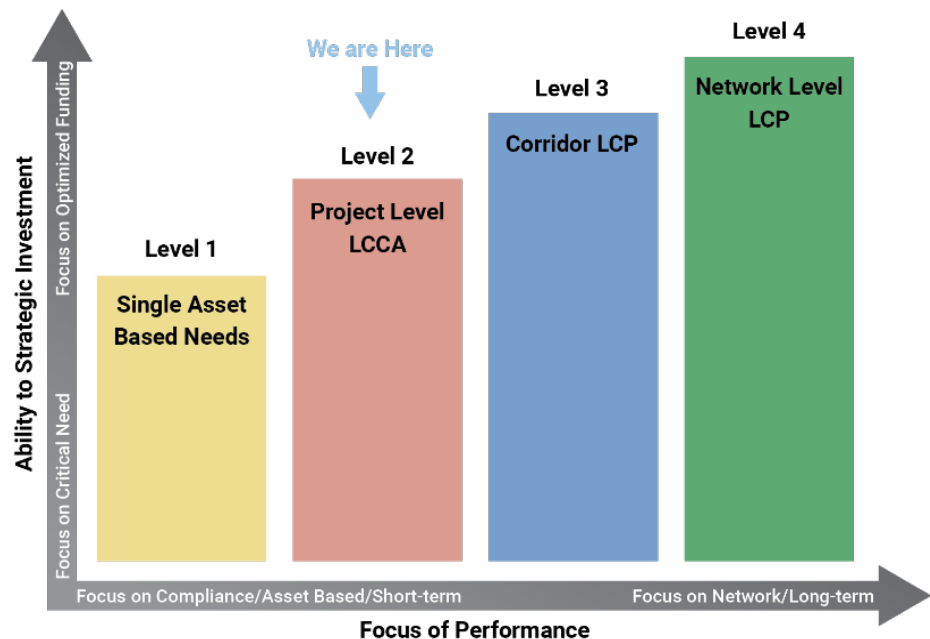 We are Here
Level 1
Single Asset
Based Needs
Level 2
Project Level
LCCA
Level 3
Corridor LCP
Level 4
Network Level
LCP
Ability to Strategic Investment
Focus on Critical Need
Focus on Optimized Funding
Focus on Compliance/Asset Based/Short-term
Focus on Network/Long-term
Focus of Performance